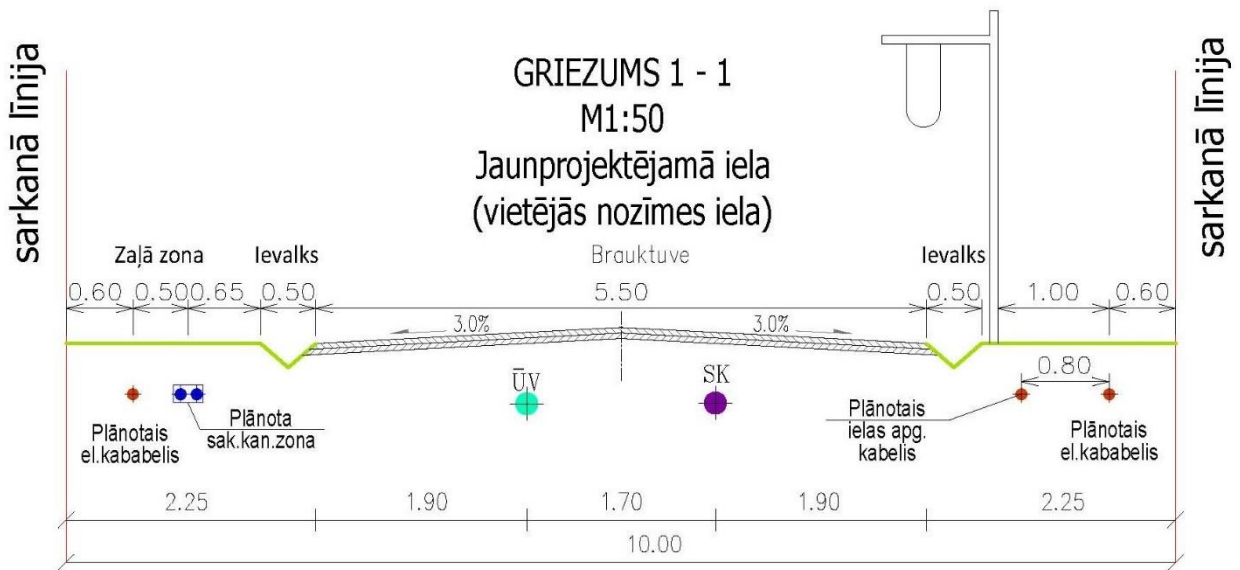 sarkanā līnija
sarkanā līnija
GRIEZUMS 1 - 1
M1:50
Jaunprojektējamā iela
(vietējās nozīmes iela)
Zaļā zona
Ievalks
Brauktuve
Ievalks
0.60 0.50 0.65 0.50 5.50 0.50 1.00 0.60
3.0% 3.0%
0.80
ŪV
SK
Plānotais
el.kababelis
Plānota
sak.kan.zona
Plānotais
ielas apg.
kabelis
Plānotais
el.kababelis
2.25 1.90 1.70 1.90 2.25
10.00